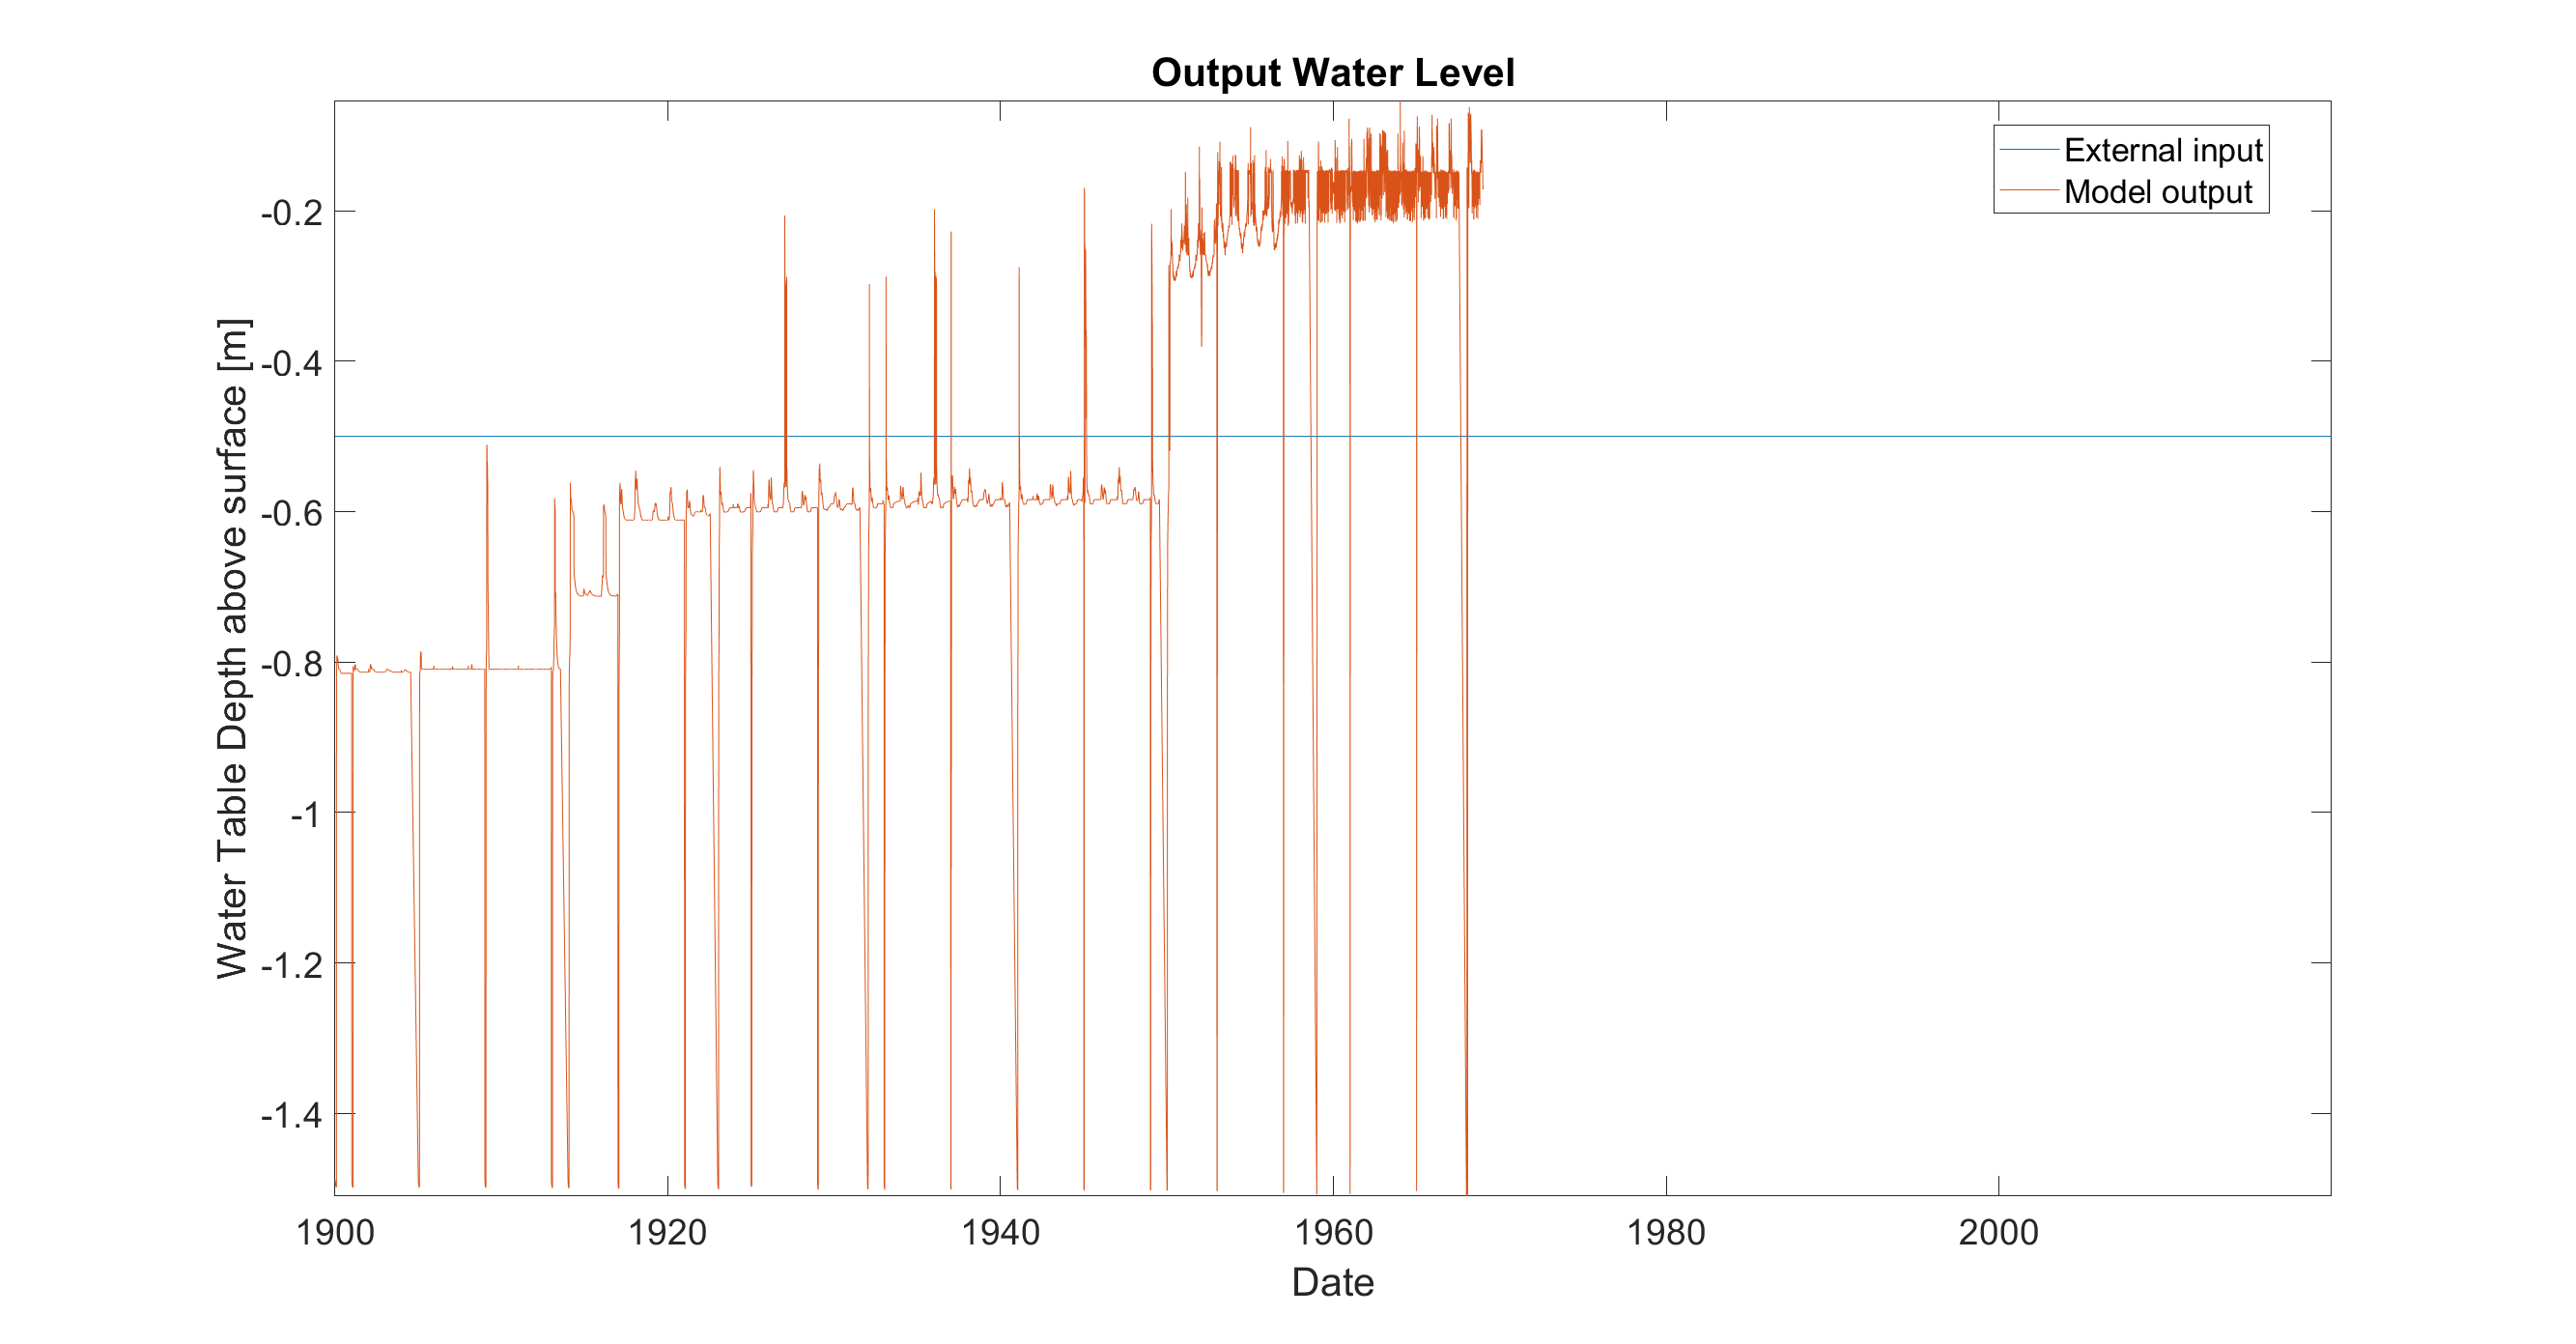 Output Water Level
External input
Model output
Water Table Depth above surface [m]
-0.2
-0.4
-0.6
-0.8
-1
-1.2
-1.4
1900 1920 1940 1960 1980 2000
Date